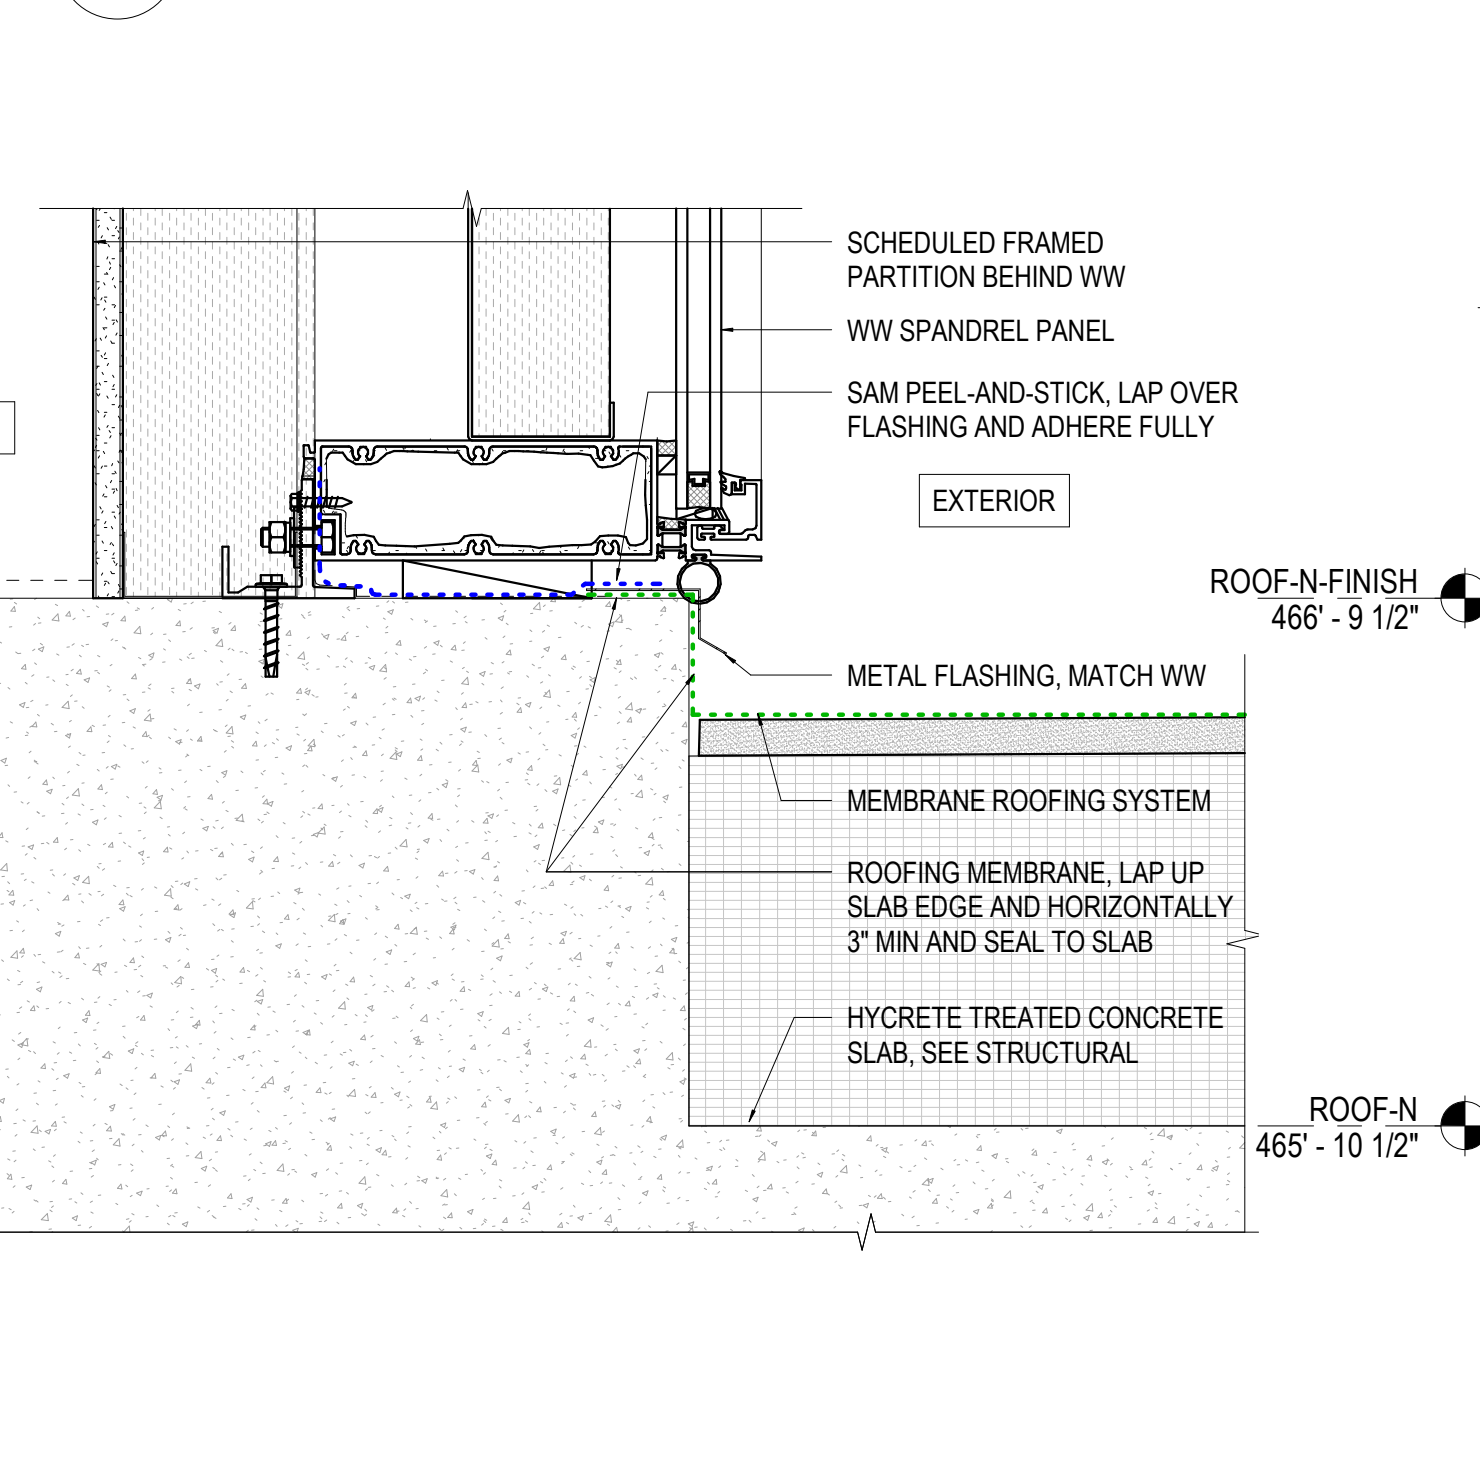 SCHEDULED FRAMED
PARTITION BEHIND WW
WW SPANDREL PANEL
SAM PEEL-AND-STICK, LAP OVER
FLASHING AND ADHERE FULLY
EXTERIOR
ROOF-N-FINISH
466' - 9 1/2"
METAL FLASHING, MATCH WW
MEMBRANE ROOFING SYSTEM
ROOFING MEMBRANE, LAP UP
SLAB EDGE AND HORIZONTALLY
3" MIN AND SEAL TO SLAB
HYCRETE TREATED CONCRETE
SLAB, SEE STRUCTURAL
ROOF-N
465' - 10 1/2"